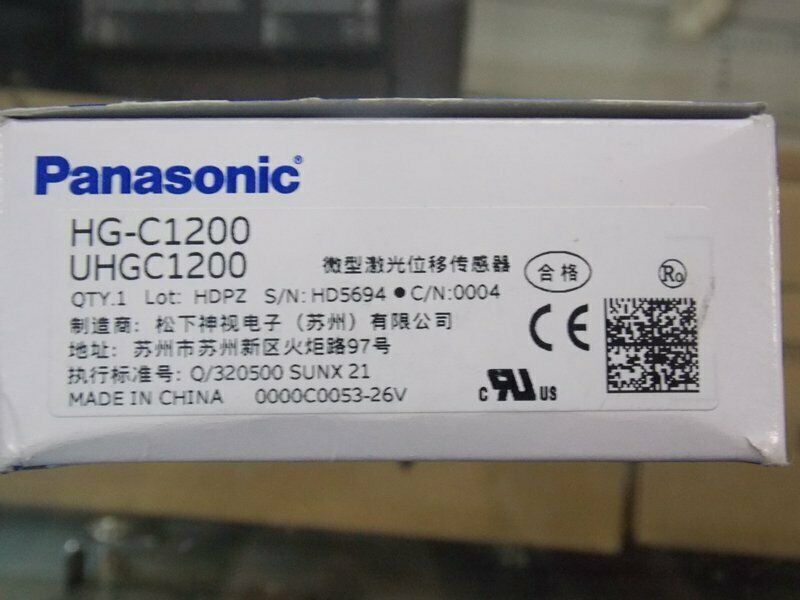 Panasonic®
HG-C1200
UHGC1200
微型激光位移传感器
合格
Ro
QTY.1 Lot: HDPZ S/N: HD5694 ● C/N:0004
制造商: 松下神视电子（苏州）有限公司
地址: 苏州市苏州新区火炬路97号
执行标准号: Q/320500 SUNX 21
MADE IN CHINA 0000C0053-26V
CE
c RU US